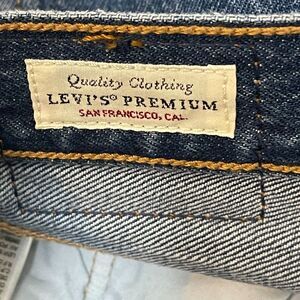 Quality Clothing
LEVI'S® PREMIUM
SAN FRANCISCO, CAL.